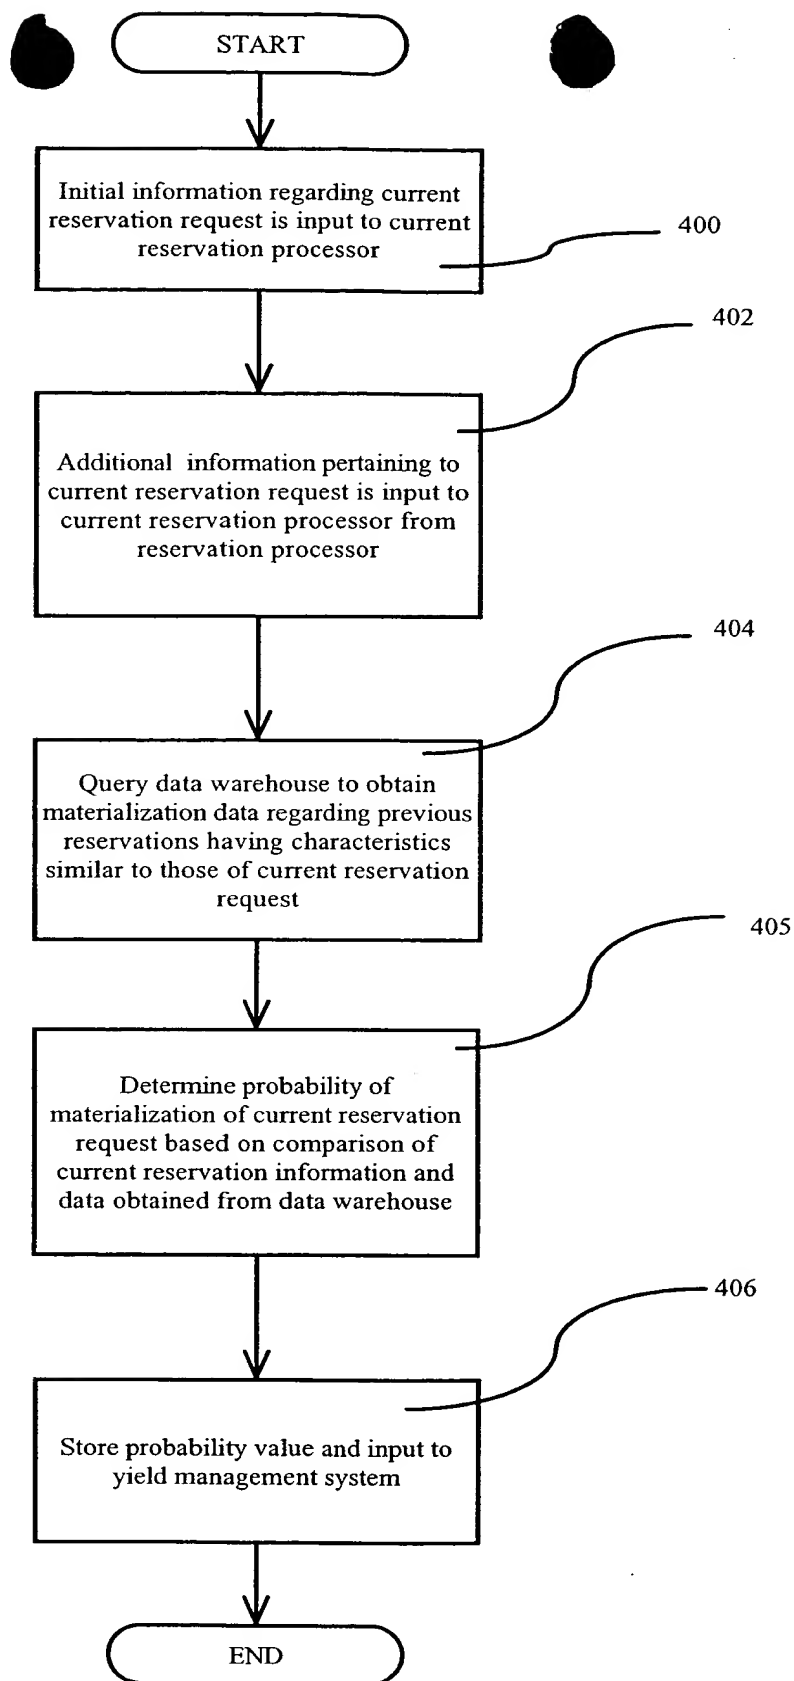 START
Initial information regarding current
reservation request is input to current
reservation processor
400
402
Additional information pertaining to
current reservation request is input to
current reservation processor from
reservation processor
404
Query data warehouse to obtain
materialization data regarding previous
reservations having characteristics
similar to those of current reservation
request
405
Determine probability of
materialization of current reservation
request based on comparison of
current reservation information and
data obtained from data warehouse
406
Store probability value and input to
yield management system
END